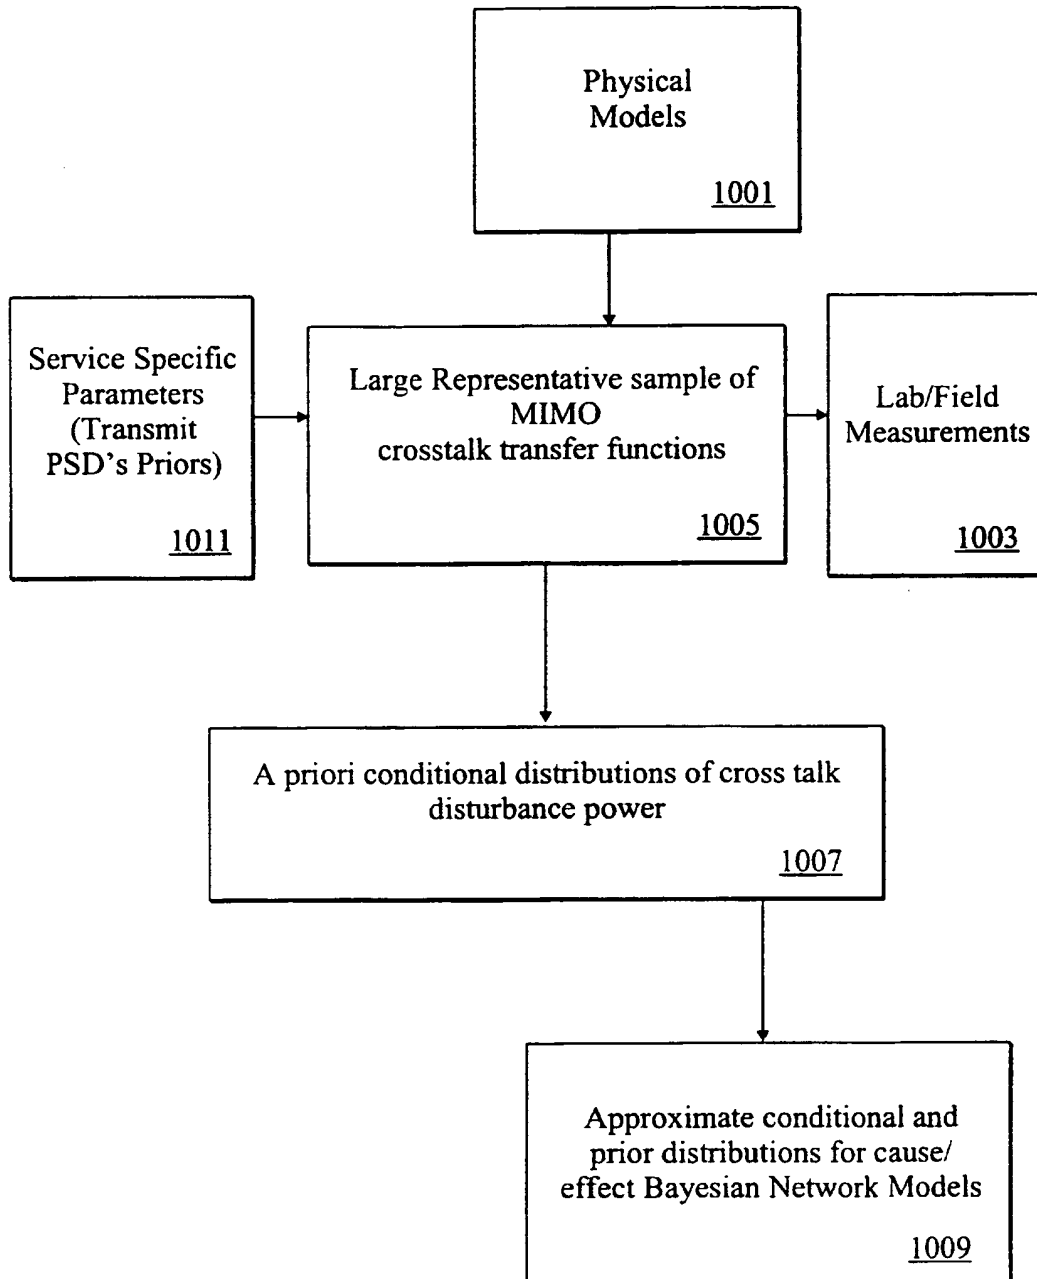 Physical
Models
1001
Service Specific
Parameters
(Transmit
PSD's Priors)
1011
Large Representative sample of
MIMO
crosstalk transfer functions
1005
Lab/Field
Measurements
1003
A priori conditional distributions of cross talk
disturbance power
1007
Approximate conditional and
prior distributions for cause/
effect Bayesian Network Models
1009